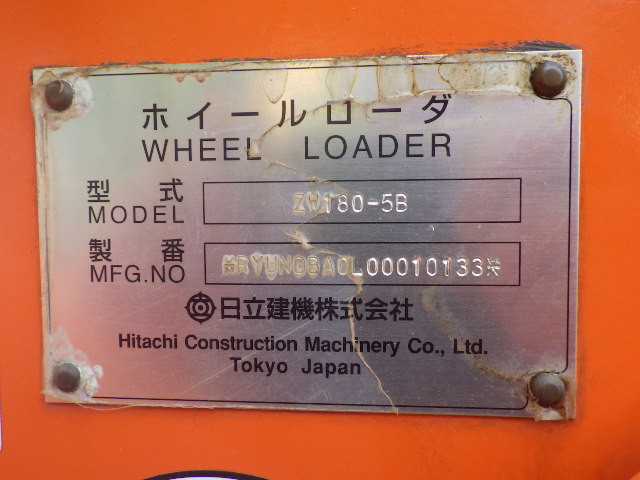 ホイールローダ
WHEEL LOADER
型式
MODEL ZW180-5B
製番
MFG.NO *RYUNDBA0L00010133*
日立建機株式会社
Hitachi Construction Machinery Co., Ltd.
Tokyo Japan